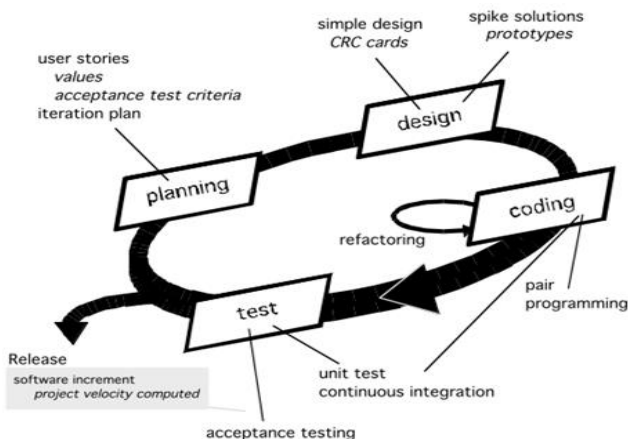 simple design
CRC cards
spike solutions
prototypes
user stories
values
acceptance test criteria
iteration plan
design
planning
coding
refactoring
test
pair
programming
Release
software increment
project velocity computed
unit test
continuous integration
acceptance testing